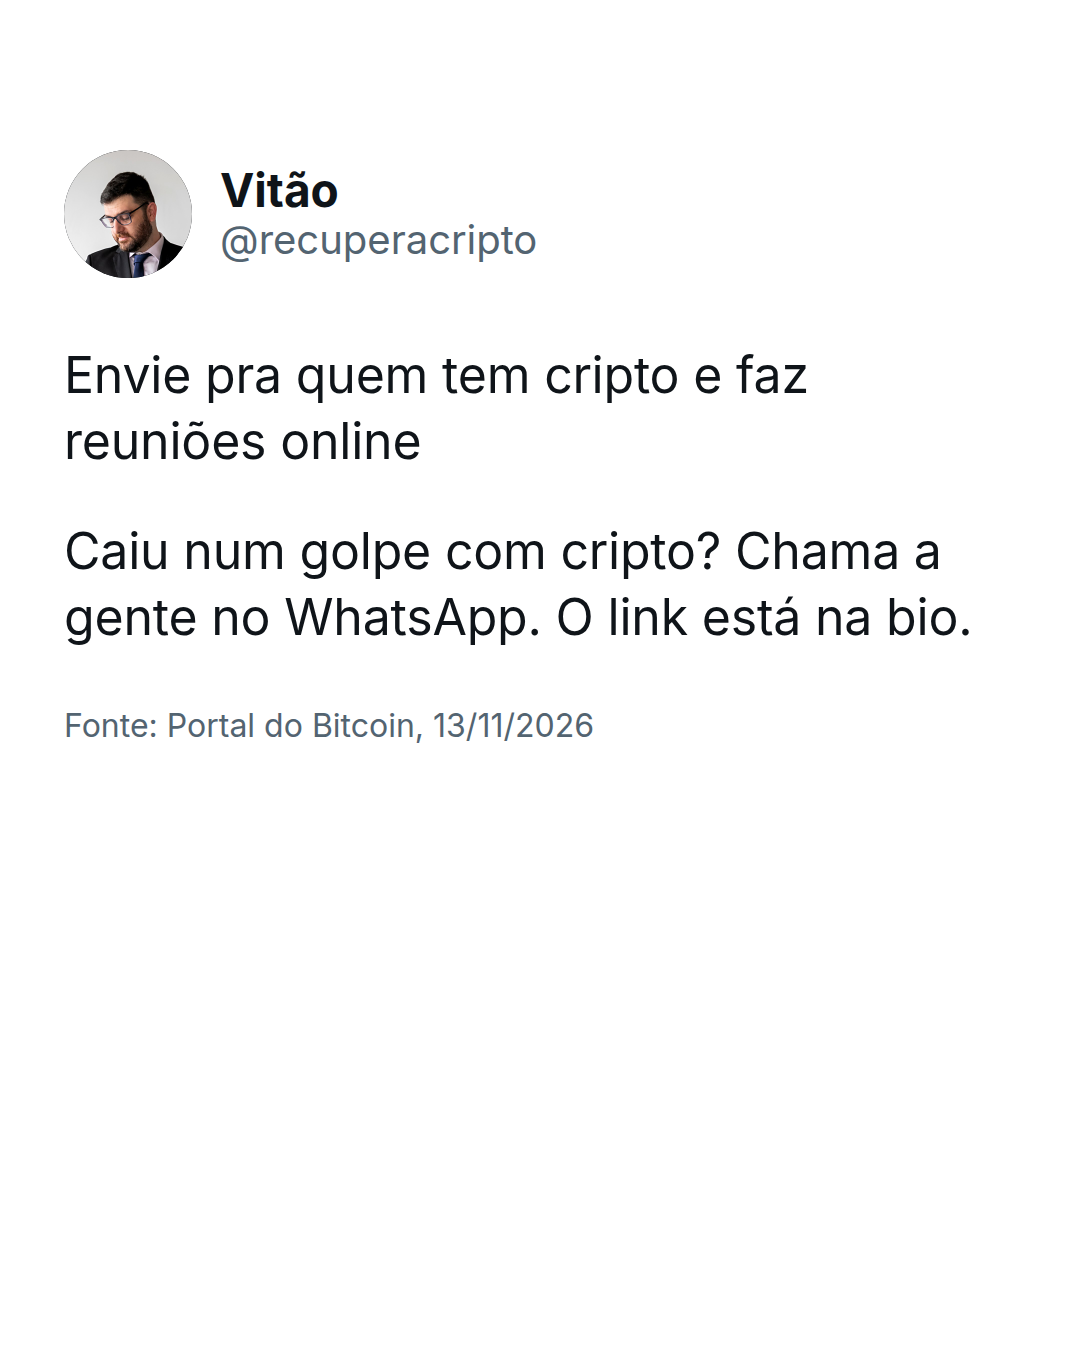 Vitão
@recuperacripto
Envie pra quem tem cripto e faz
reuniões online
Caiu num golpe com cripto? Chama a
gente no WhatsApp. O link está na bio.
Fonte: Portal do Bitcoin, 13/11/2026